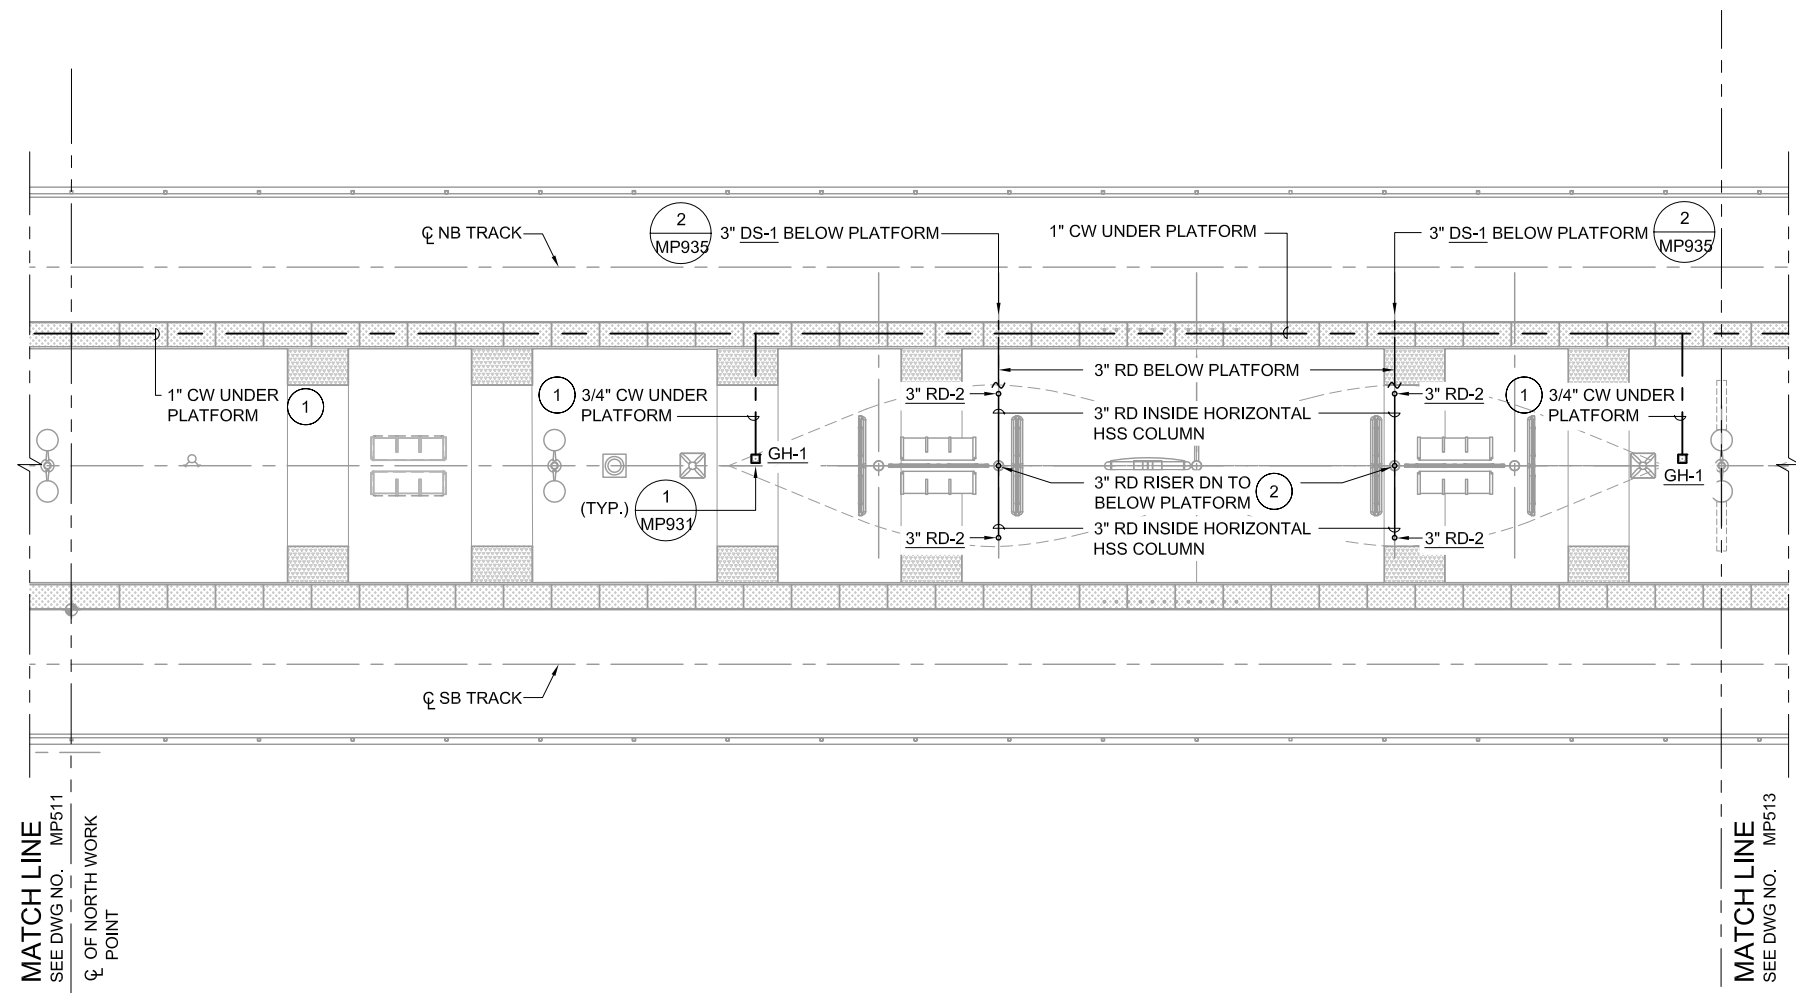 ℄ NB TRACK
2
MP935
3" DS-1 BELOW PLATFORM
1" CW UNDER PLATFORM
3" DS-1 BELOW PLATFORM
2
MP935
1" CW UNDER
PLATFORM
1
1
3/4" CW UNDER
PLATFORM
3" RD BELOW PLATFORM
3" RD-2
3" RD-2
1
3/4" CW UNDER
PLATFORM
3" RD INSIDE HORIZONTAL
HSS COLUMN
GH-1
GH-1
3" RD RISER DN TO
BELOW PLATFORM
2
(TYP.)
1
MP931
3" RD INSIDE HORIZONTAL
HSS COLUMN
3" RD-2
3" RD-2
℄ SB TRACK
MATCH LINE
SEE DWG NO. MP511
℄ OF NORTH WORK
POINT
MATCH LINE
SEE DWG NO. MP513